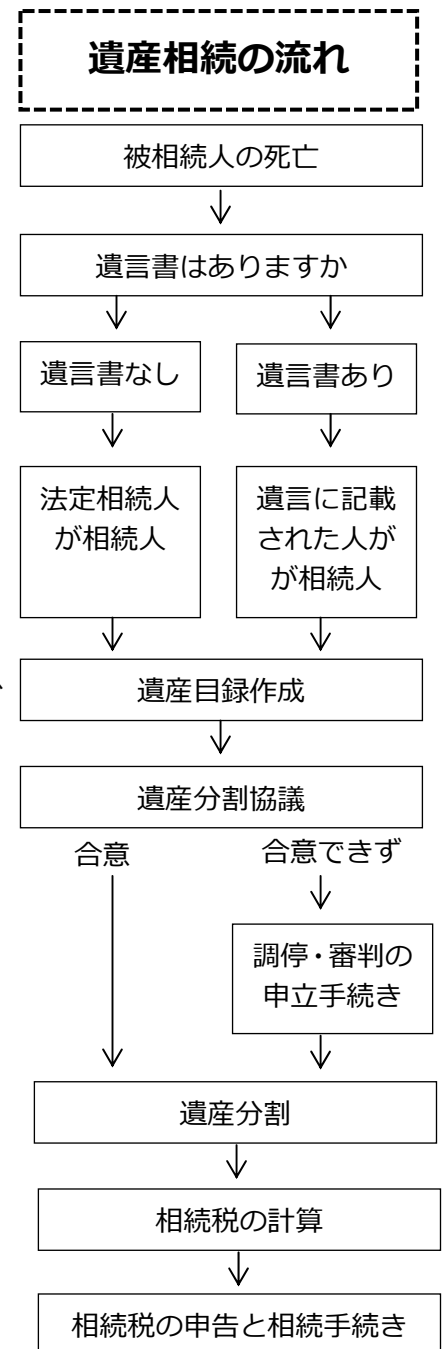 遺産相続の流れ
被相続人の死亡
遺言書はありますか
遺言書なし
遺言書あり
法定相続人
が相続人
遺言に記載
された人が
が相続人
遺産目録作成
遺産分割協議
合意
合意できず
調停・審判の
申立手続き
遺産分割
相続税の計算
相続税の申告と相続手続き